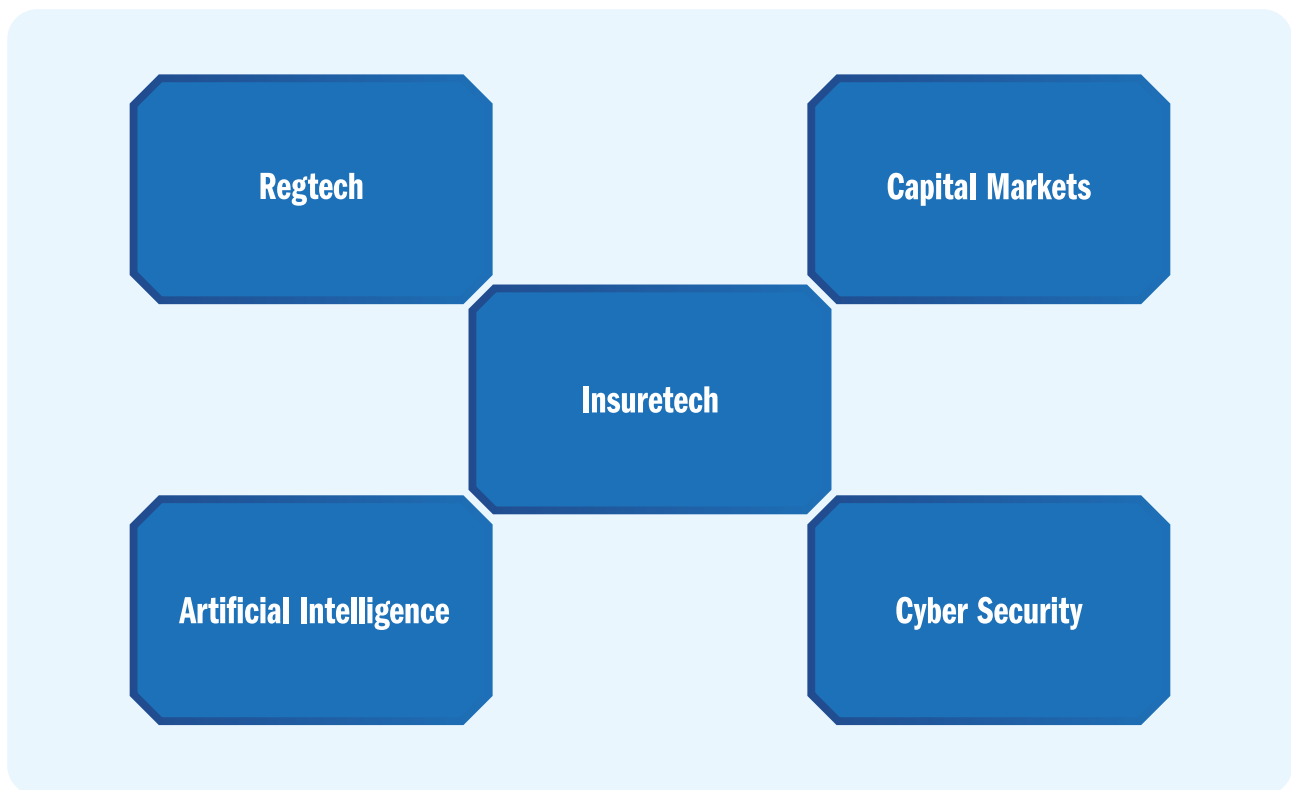 Regtech
Capital Markets
Insuretech
Artificial Intelligence
Cyber Security